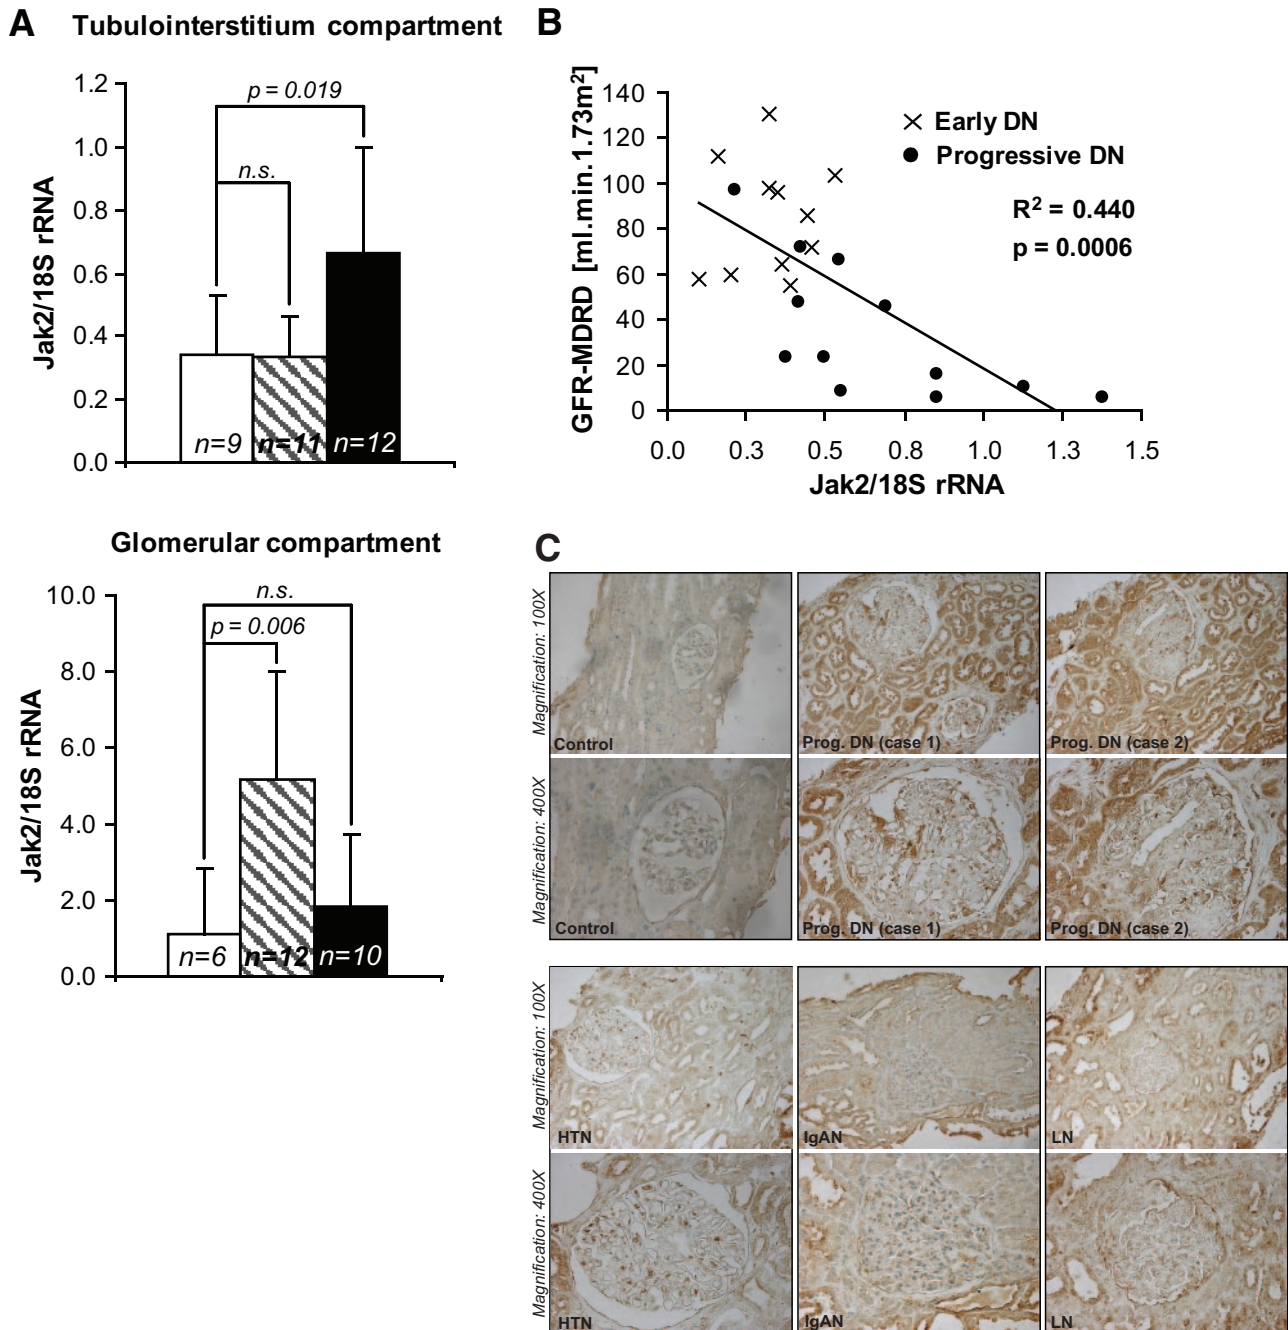 A
Tubulointerstitium compartment
Jak2/18S rRNA
1.2
1.0
0.8
0.6
0.4
0.2
0.0
p = 0.019
n.s.
n=9
n=11
n=12
Glomerular compartment
Jak2/18S rRNA
10.0
8.0
6.0
4.0
2.0
0.0
n.s.
p = 0.006
n=6
n=12
n=10
B
GFR-MDRD [ml.min.1.73m²]
140
120
100
80
60
40
20
0
Early DN
Progressive DN
R² = 0.440
p = 0.0006
0.0 0.3 0.5 0.8 1.0 1.3 1.5
Jak2/18S rRNA
C
Magnification: 100X
Control
Prog. DN (case 1)
Prog. DN (case 2)
Magnification: 400X
Control
Prog. DN (case 1)
Prog. DN (case 2)
Magnification: 100X
HTN
IgAN
LN
Magnification: 400X
HTN
IgAN
LN